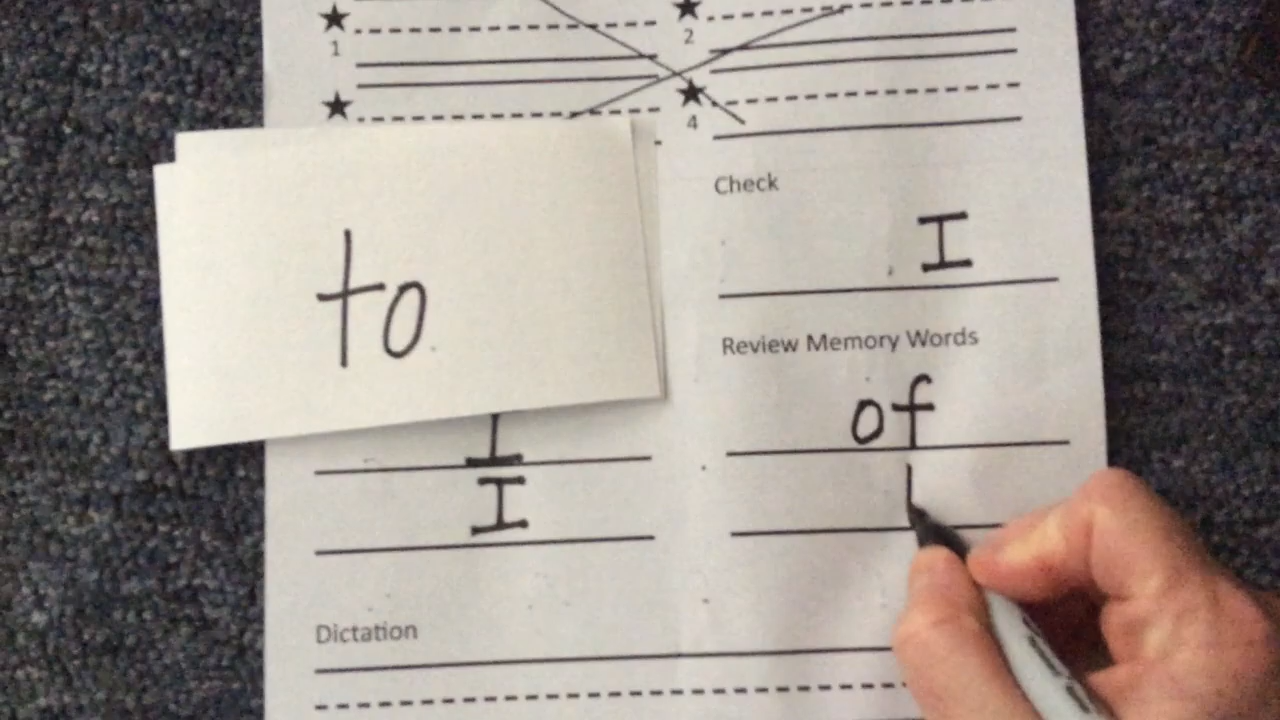 ★ ★
1 2
★ ★
4
Check
to
I
Review Memory Words
of
I
I
Dictation